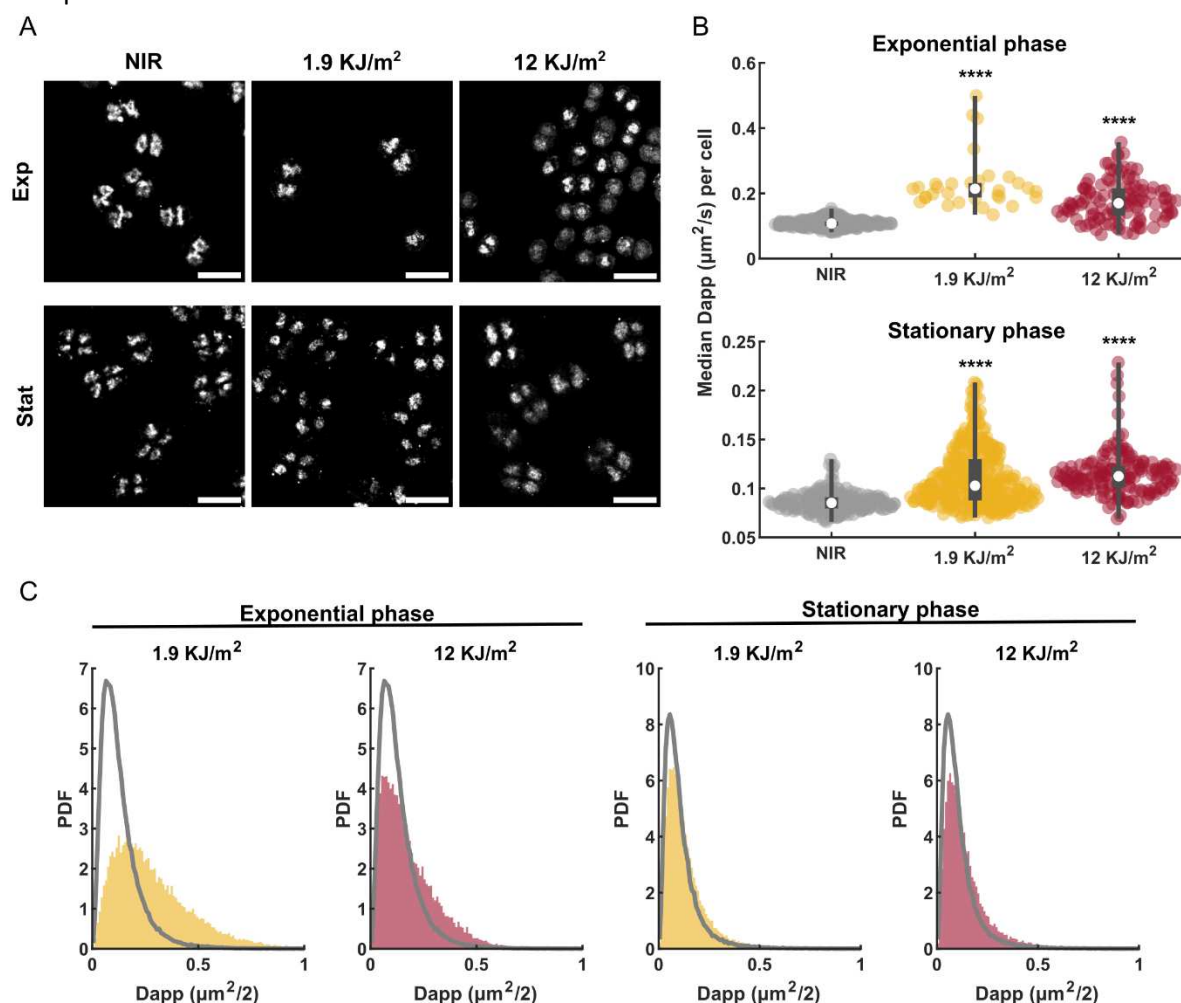 A
NIR 1.9 KJ/m² 12 KJ/m²
Exp
Stat
B
Exponential phase
Median Dapp (µm²/s) per cell
0.6
0.4
0.2
0
****
****
NIR 1.9 KJ/m² 12 KJ/m²
Stationary phase
0.25
0.2
0.15
0.1
0.05
****
****
NIR 1.9 KJ/m² 12 KJ/m²
C
Exponential phase
1.9 KJ/m²
PDF
7
6
5
4
3
2
1
0
0 0.5 1
Dapp (µm²/2)
12 KJ/m²
PDF
7
6
5
4
3
2
1
0
0 0.5 1
Dapp (µm²/2)
Stationary phase
1.9 KJ/m²
PDF
10
8
6
4
2
0
0 0.5 1
Dapp (µm²/2)
12 KJ/m²
PDF
10
8
6
4
2
0
0 0.5 1
Dapp (µm²/2)